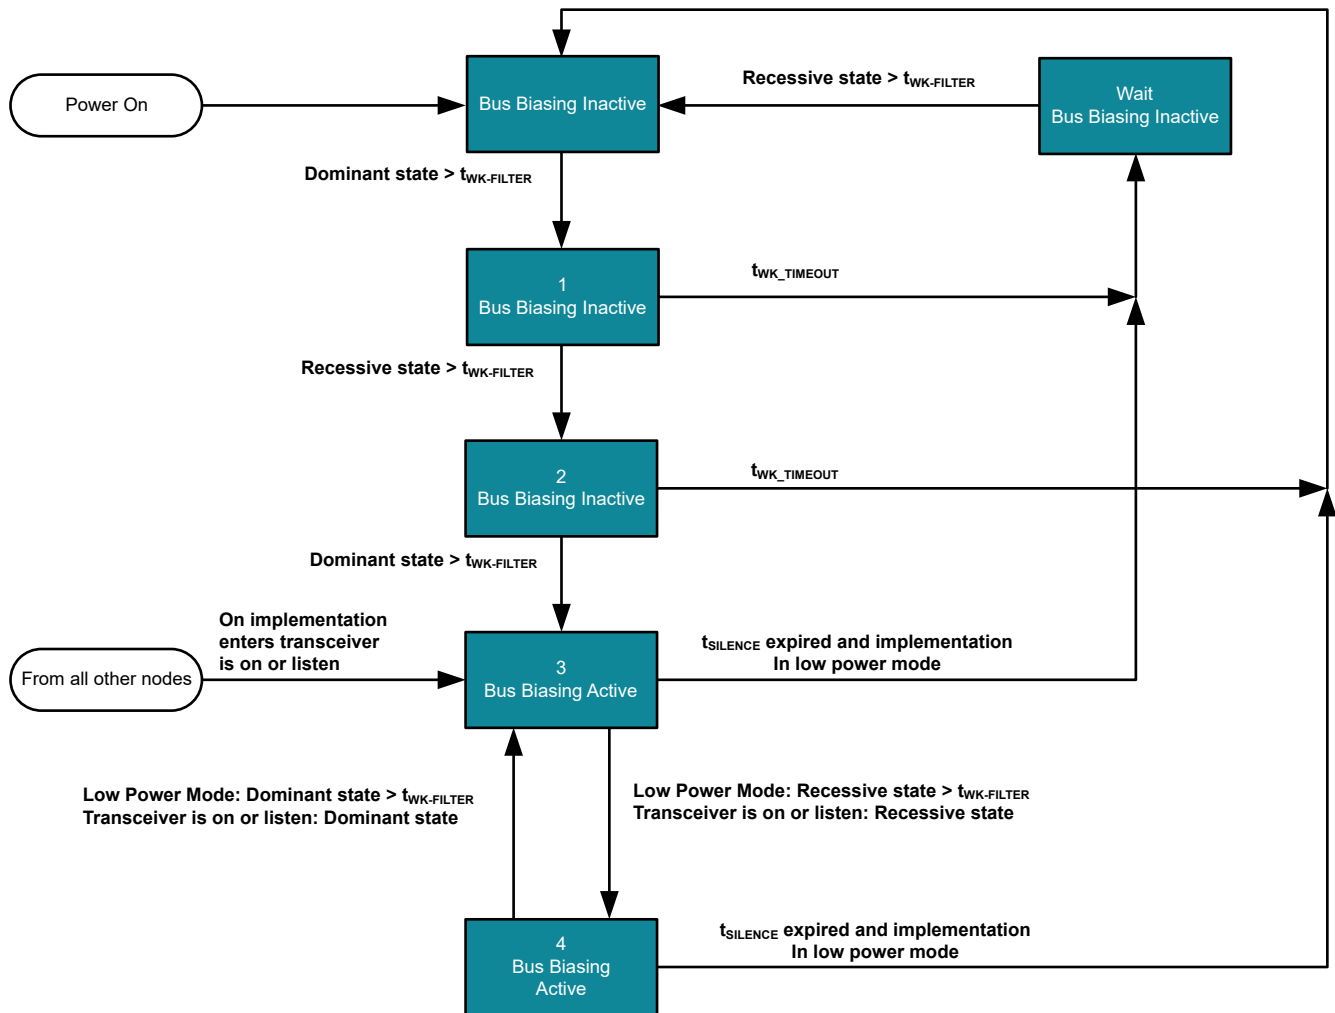 Power On
Bus Biasing Inactive
Recessive state > tWK-FILTER
Wait
Bus Biasing Inactive
Dominant state > tWK-FILTER
1
Bus Biasing Inactive
tWK_TIMEOUT
Recessive state > tWK-FILTER
2
Bus Biasing Inactive
tWK_TIMEOUT
Dominant state > tWK-FILTER
On implementation
enters transceiver
is on or listen
From all other nodes
3
Bus Biasing Active
tSILENCE expired and implementation
In low power mode
Low Power Mode: Dominant state > tWK-FILTER
Transceiver is on or listen: Dominant state
Low Power Mode: Recessive state > tWK-FILTER
Transceiver is on or listen: Recessive state
4
Bus Biasing
Active
tSILENCE expired and implementation
In low power mode